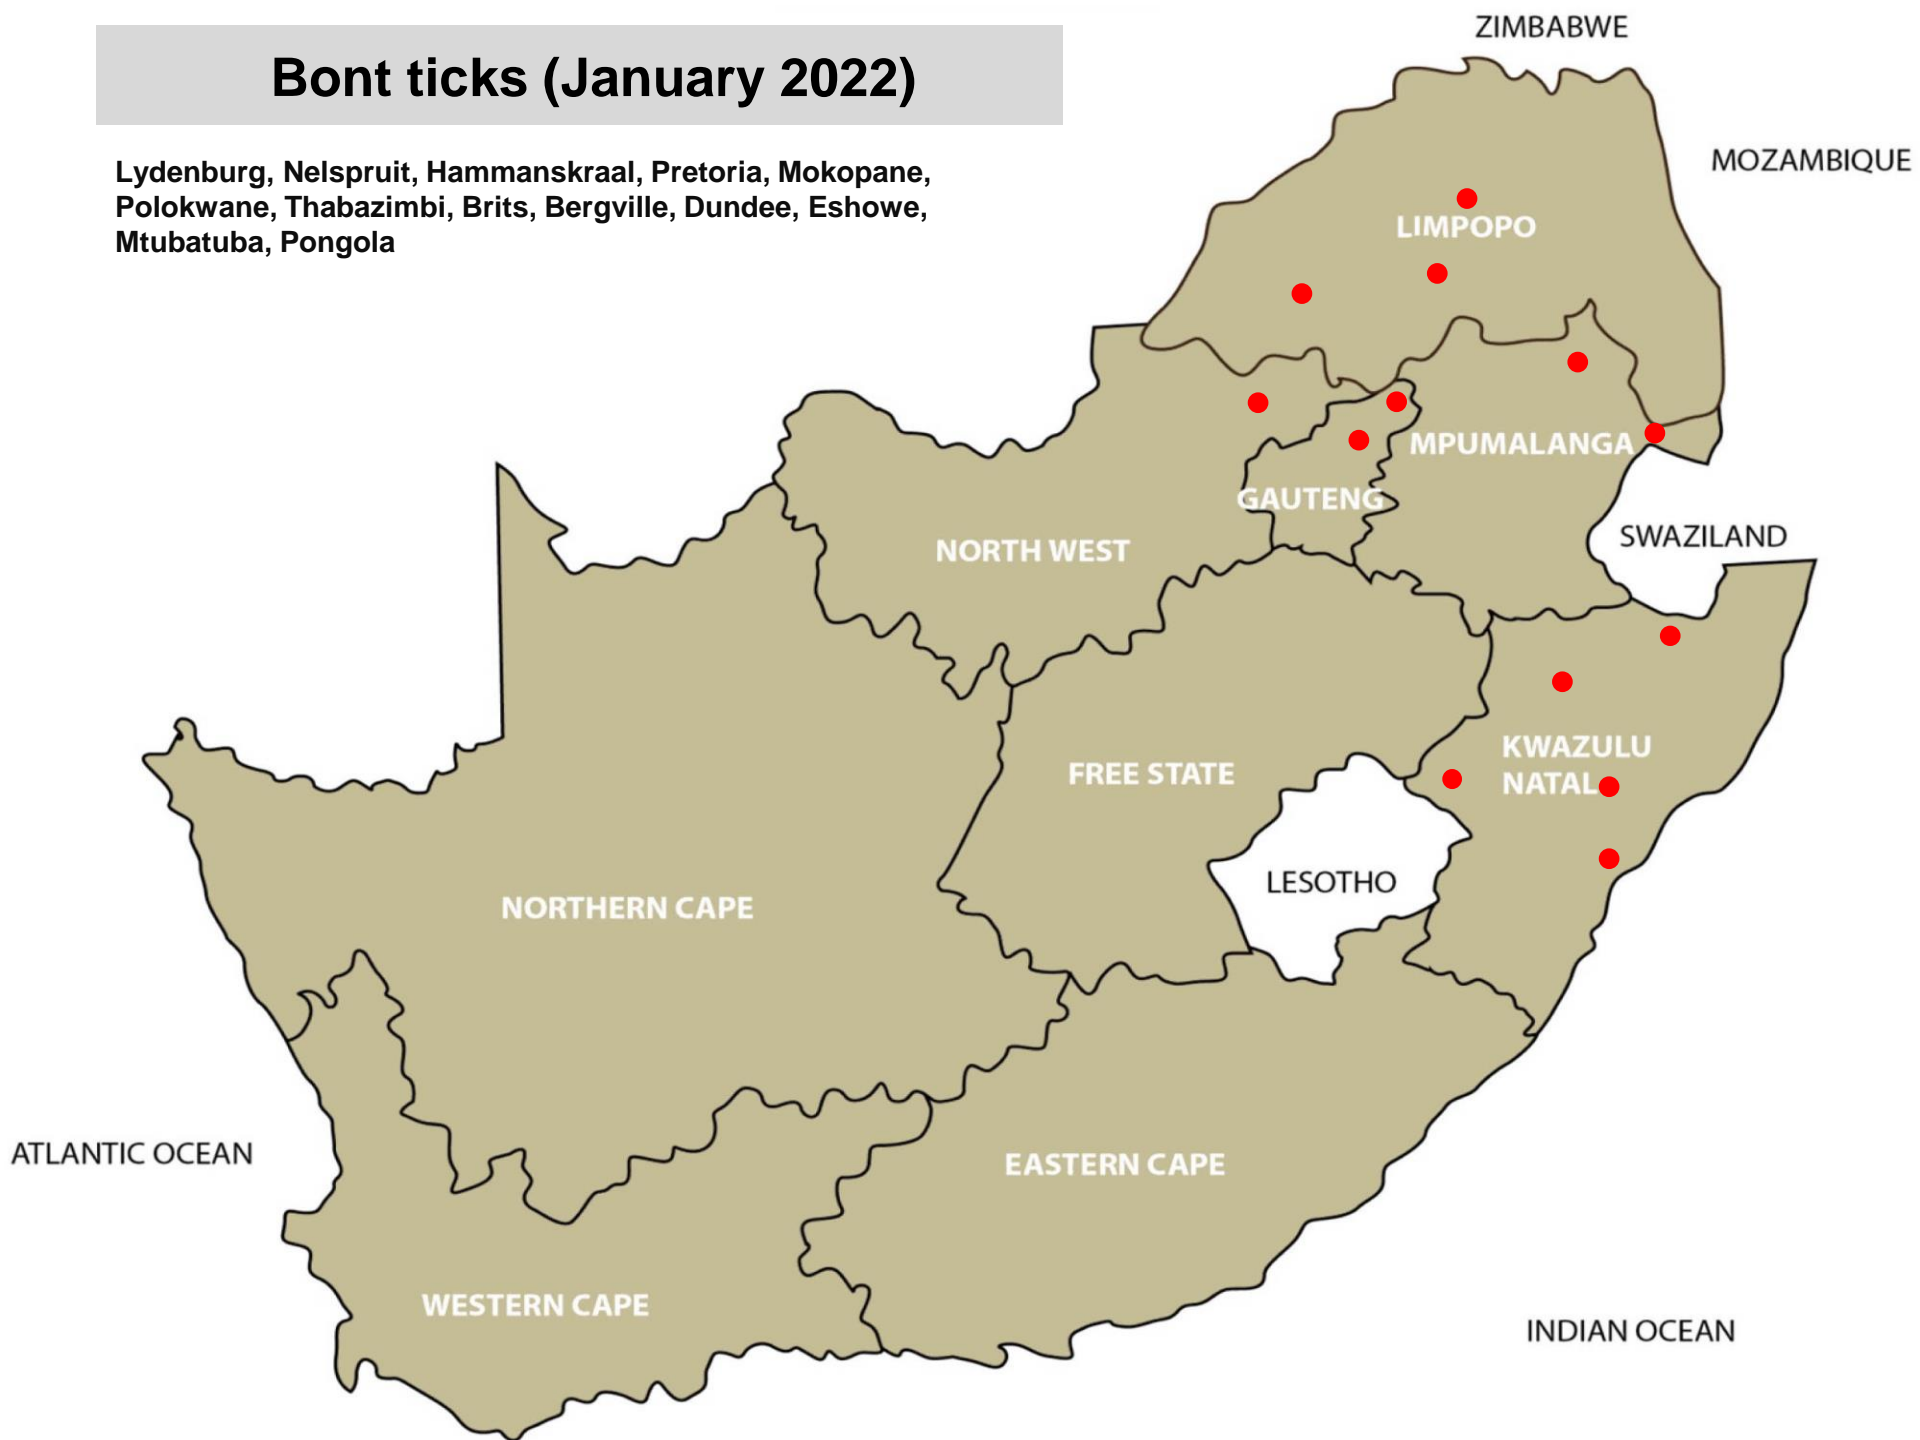 ZIMBABWE
Bont ticks (January 2022)
MOZAMBIQUE
Lydenburg, Nelspruit, Hammanskraal, Pretoria, Mokopane,
Polokwane, Thabazimbi, Brits, Bergville, Dundee, Eshowe,
Mtubatuba, Pongola
LIMPOPO
MPUMALANGA
GAUTENG
SWAZILAND
NORTH WEST
KWAZULU
NATAL
FREE STATE
LESOTHO
NORTHERN CAPE
ATLANTIC OCEAN
EASTERN CAPE
WESTERN CAPE
INDIAN OCEAN